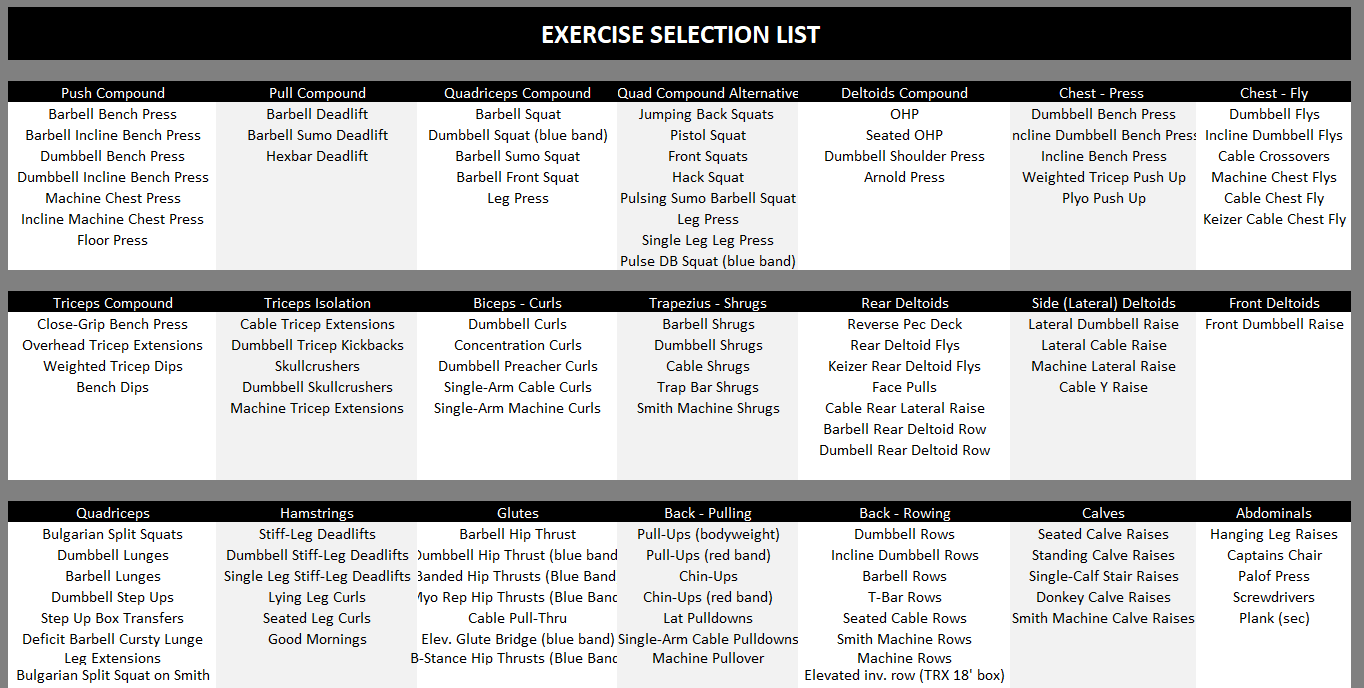 EXERCISE SELECTION LIST
Push Compound
Barbell Bench Press
Barbell Incline Bench Press
Dumbbell Bench Press
Dumbbell Incline Bench Press
Machine Chest Press
Incline Machine Chest Press
Floor Press
Pull Compound
Barbell Deadlift
Barbell Sumo Deadlift
Hexbar Deadlift
Quadriceps Compound
Barbell Squat
Dumbbell Squat (blue band)
Barbell Sumo Squat
Barbell Front Squat
Leg Press
Quad Compound Alternative
Jumping Back Squats
Pistol Squat
Front Squats
Hack Squat
Pulsing Sumo Barbell Squat
Leg Press
Single Leg Leg Press
Pulse DB Squat (blue band)
Deltoids Compound
OHP
Seated OHP
Dumbbell Shoulder Press
Arnold Press
Chest - Press
Dumbbell Bench Press
ncline Dumbbell Bench Press
Incline Bench Press
Weighted Tricep Push Up
Plyo Push Up
Chest - Fly
Dumbbell Flys
Incline Dumbbell Flys
Cable Crossovers
Machine Chest Flys
Cable Chest Fly
Keizer Cable Chest Fly
Triceps Compound
Close-Grip Bench Press
Overhead Tricep Extensions
Weighted Tricep Dips
Bench Dips
Triceps Isolation
Cable Tricep Extensions
Dumbbell Tricep Kickbacks
Skullcrushers
Dumbbell Skullcrushers
Machine Tricep Extensions
Biceps - Curls
Dumbbell Curls
Concentration Curls
Dumbbell Preacher Curls
Single-Arm Cable Curls
Single-Arm Machine Curls
Trapezius - Shrugs
Barbell Shrugs
Dumbbell Shrugs
Cable Shrugs
Trap Bar Shrugs
Smith Machine Shrugs
Rear Deltoids
Reverse Pec Deck
Rear Deltoid Flys
Keizer Rear Deltoid Flys
Face Pulls
Cable Rear Lateral Raise
Barbell Rear Deltoid Row
Dumbell Rear Deltoid Row
Side (Lateral) Deltoids
Lateral Dumbbell Raise
Lateral Cable Raise
Machine Lateral Raise
Cable Y Raise
Front Deltoids
Front Dumbbell Raise
Quadriceps
Bulgarian Split Squats
Dumbbell Lunges
Barbell Lunges
Dumbbell Step Ups
Step Up Box Transfers
Deficit Barbell Cursty Lunge
Leg Extensions
Bulgarian Split Squat on Smith
Hamstrings
Stiff-Leg Deadlifts
Dumbbell Stiff-Leg Deadlifts
Single Leg Stiff-Leg Deadlifts
Lying Leg Curls
Seated Leg Curls
Good Mornings
Glutes
Barbell Hip Thrust
Dumbbell Hip Thrust (blue band
Banded Hip Thrusts (Blue Band
Myo Rep Hip Thrusts (Blue Band
Cable Pull-Thru
Elev. Glute Bridge (blue band)
B-Stance Hip Thrusts (Blue Band
Back - Pulling
Pull-Ups (bodyweight)
Pull-Ups (red band)
Chin-Ups
Chin-Ups (red band)
Lat Pulldowns
Single-Arm Cable Pulldowns
Machine Pullover
Back - Rowing
Dumbbell Rows
Incline Dumbbell Rows
Barbell Rows
T-Bar Rows
Seated Cable Rows
Smith Machine Rows
Machine Rows
Elevated inv. row (TRX 18' box)
Calves
Seated Calve Raises
Standing Calve Raises
Single-Calf Stair Raises
Donkey Calve Raises
Smith Machine Calve Raises
Abdominals
Hanging Leg Raises
Captains Chair
Palof Press
Screwdrivers
Plank (sec)